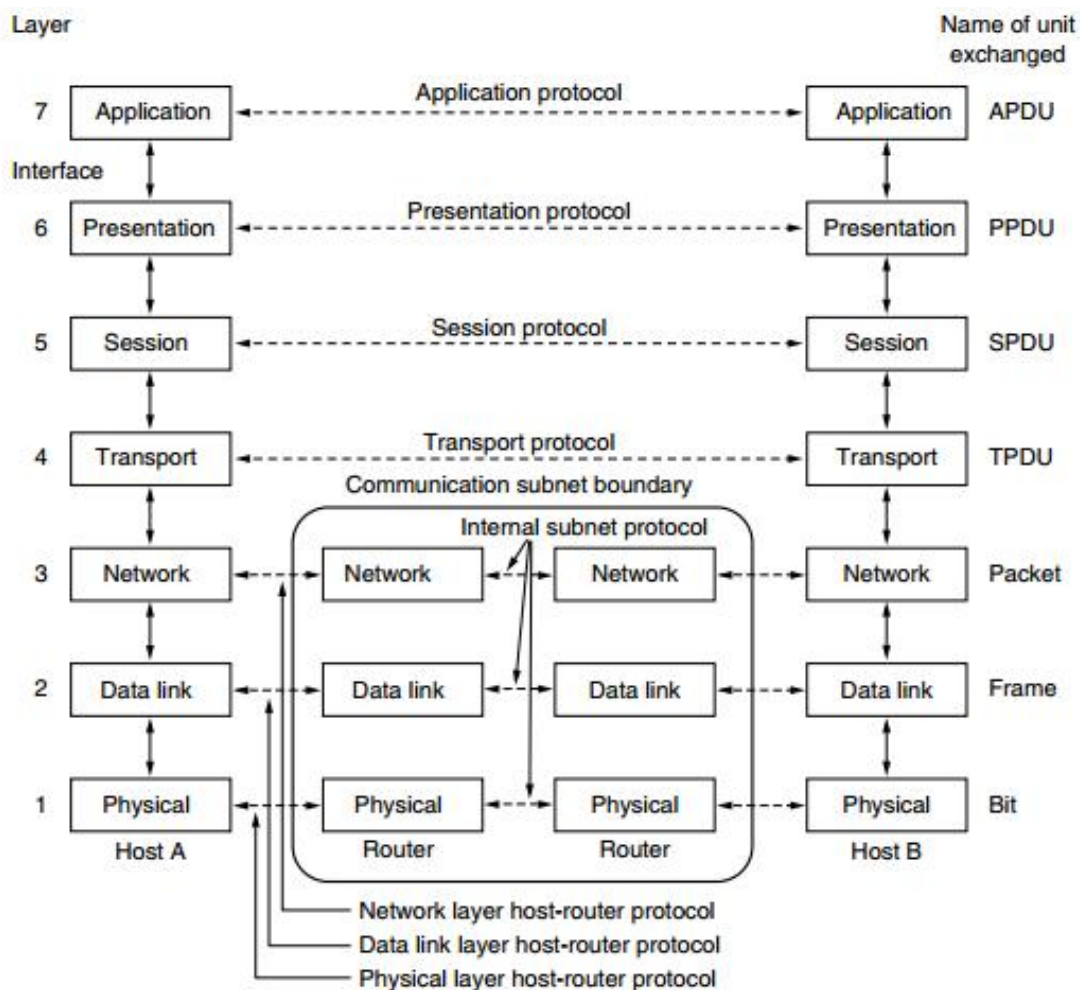 Layer
Name of unit
exchanged
7 Application Application protocol Application APDU
Interface
6 Presentation Presentation protocol Presentation PPDU
5 Session Session protocol Session SPDU
4 Transport Transport protocol Transport TPDU
Communication subnet boundary
Internal subnet protocol
3 Network Network Network Network Packet
2 Data link Data link Data link Data link Frame
1 Physical Physical Physical Physical Bit
Host A Router Router Host B
Network layer host-router protocol
Data link layer host-router protocol
Physical layer host-router protocol